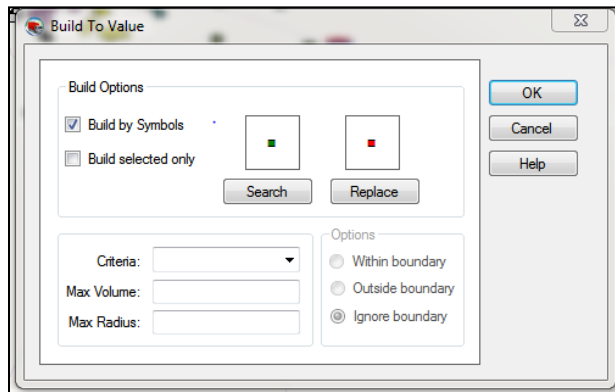 Build To Value
Build Options
Build by Symbols
Build selected only
Search
Replace
OK
Cancel
Help
Criteria:
Max Volume:
Max Radius:
Options
Within boundary
Outside boundary
Ignore boundary